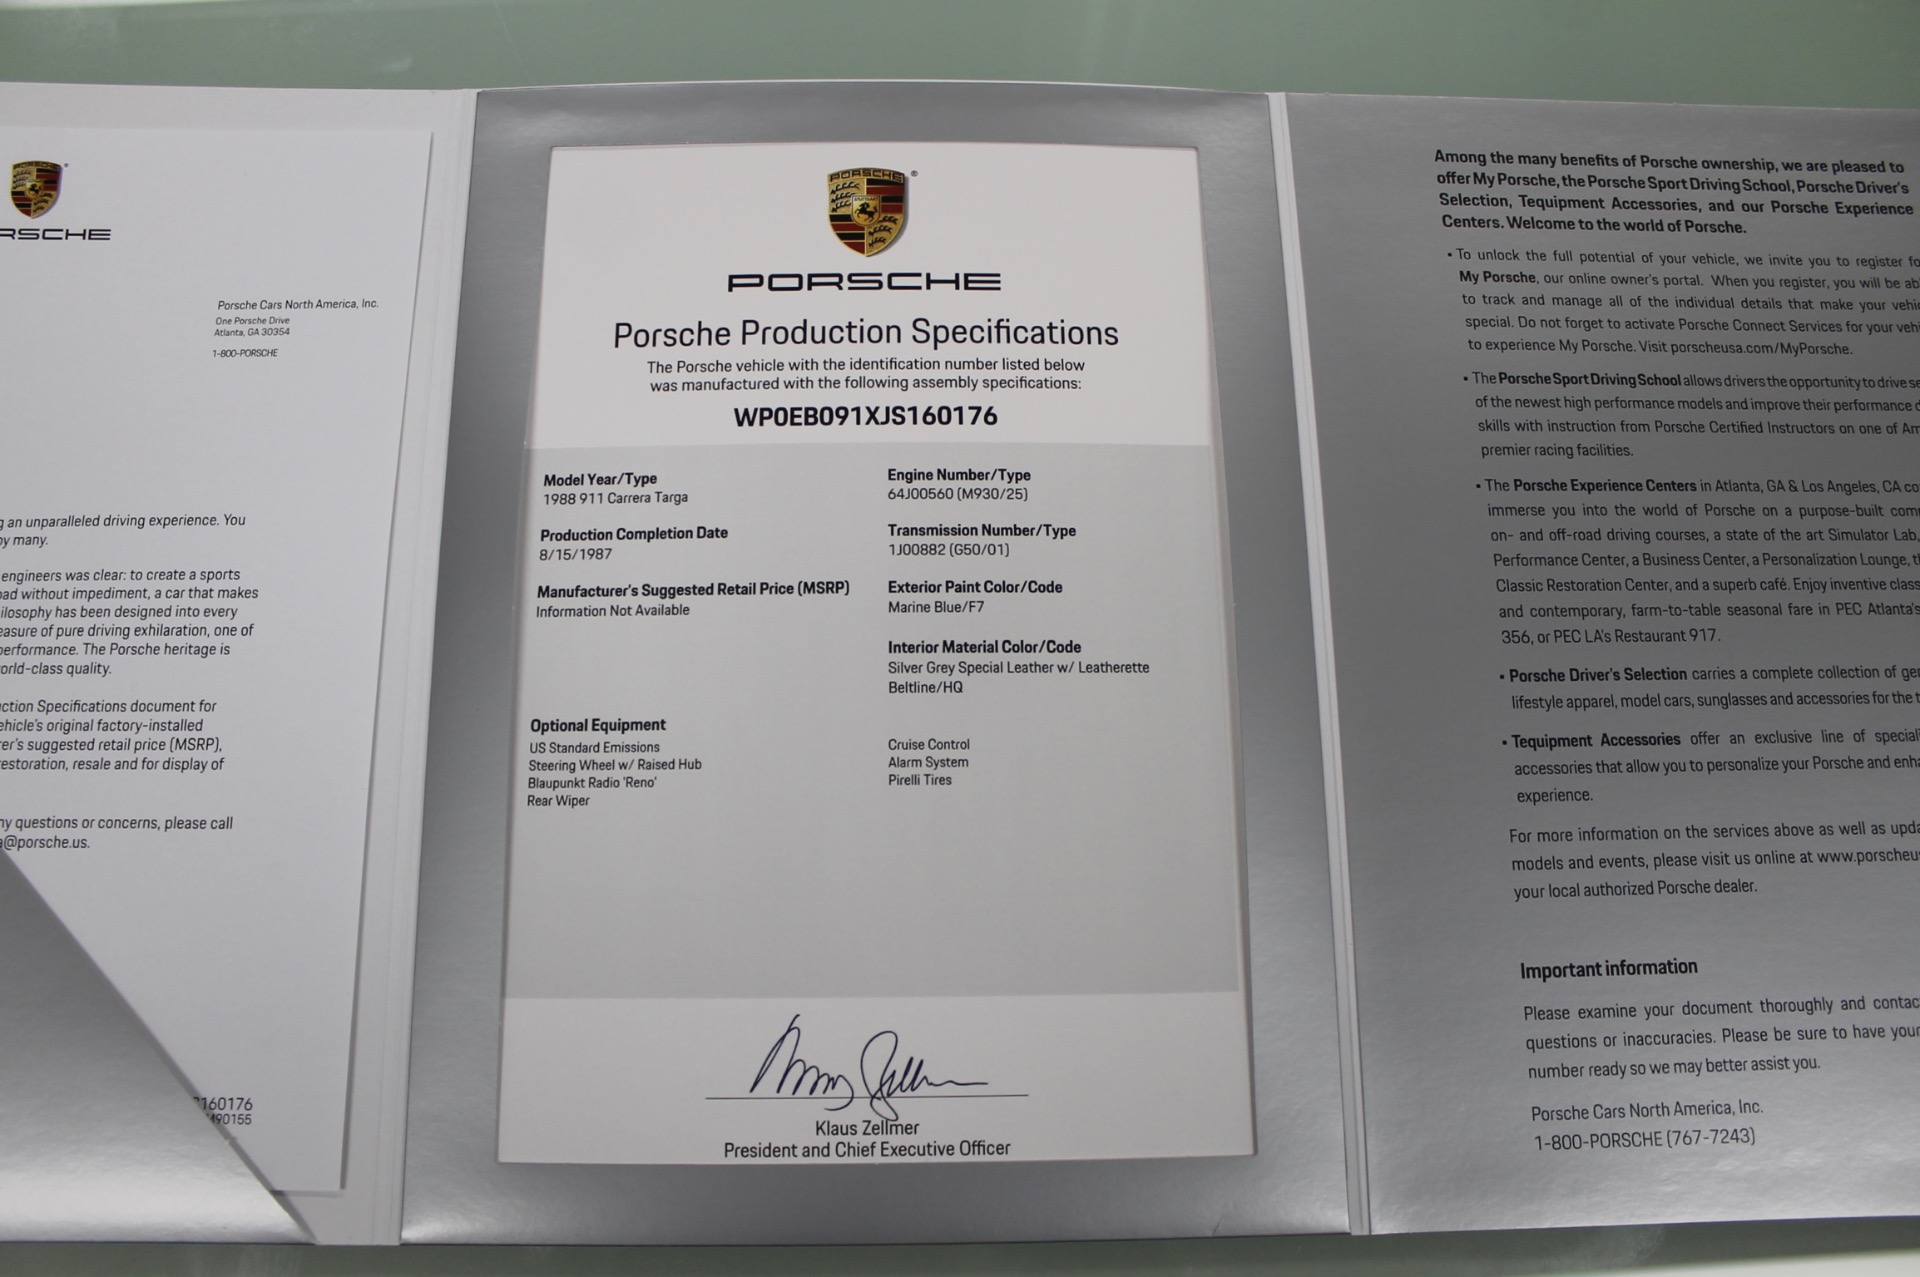 PORSCHE
Porsche Cars North America, Inc.
One Porsche Drive
Atlanta, GA 30354
1-800-PORSCHE
an unparalleled driving experience. You
by many.
engineers was clear: to create a sports
without impediment, a car that makes
has been designed into every
of pure driving exhilaration, one of
performance. The Porsche heritage is
quality.
Specifications document for
original factory-installed
suggested retail price (MSRP),
resale and for display of
questions or concerns, please call
@porsche.us.
160176
490155
PORSCHE
STUTTGART
PORSCHE
Porsche Production Specifications
The Porsche vehicle with the identification number listed below
was manufactured with the following assembly specifications:
WP0EB091XJS160176
Model Year/Type
1988 911 Carrera Targa
Production Completion Date
8/15/1987
Manufacturer's Suggested Retail Price (MSRP)
Information Not Available
Engine Number/Type
64J00560 (M930/25)
Transmission Number/Type
1J00882 (G50/01)
Exterior Paint Color/Code
Marine Blue/F7
Interior Material Color/Code
Silver Grey Special Leather w/ Leatherette
Beltline/HQ
Optional Equipment
US Standard Emissions
Steering Wheel w/ Raised Hub
Blaupunkt Radio 'Reno'
Rear Wiper
Cruise Control
Alarm System
Pirelli Tires
Klaus Zellmer
President and Chief Executive Officer
Among the many benefits of Porsche ownership, we are pleased to
offer My Porsche, the Porsche Sport Driving School, Porsche Driver's
Selection, Tequipment Accessories, and our Porsche Experience
Centers. Welcome to the world of Porsche.
• To unlock the full potential of your vehicle, we invite you to register
My Porsche, our online owner's portal. When you register, you will be
to track and manage all of the individual details that make your
special. Do not forget to activate Porsche Connect Services for your
to experience My Porsche. Visit porscheusa.com/MyPorsche.
• The Porsche Sport Driving School allows drivers the opportunity to drive
of the newest high performance models and improve their performance
skills with instruction from Porsche Certified Instructors on one of
premier racing facilities.
• The Porsche Experience Centers in Atlanta, GA & Los Angeles, CA
immerse you into the world of Porsche on a purpose-built
on- and off-road driving courses, a state of the art Simulator Lab,
Performance Center, a Business Center, a Personalization Lounge,
Classic Restoration Center, and a superb café. Enjoy inventive
and contemporary, farm-to-table seasonal fare in PEC Atlanta's
356, or PEC LA's Restaurant 917.
• Porsche Driver's Selection carries a complete collection of
lifestyle apparel, model cars, sunglasses and accessories for the
• Tequipment Accessories offer an exclusive line of
accessories that allow you to personalize your Porsche and
experience.
For more information on the services above as well as
models and events, please visit us online at www.porscheu
your local authorized Porsche dealer.
Important information
Please examine your document thoroughly and
questions or inaccuracies. Please be sure to have your
number ready so we may better assist you.
Porsche Cars North America, Inc.
1-800-PORSCHE (767-7243)